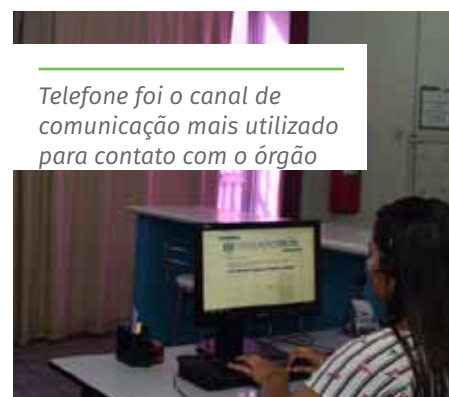 Telefone foi o canal de
comunicação mais utilizado
para contato com o órgão